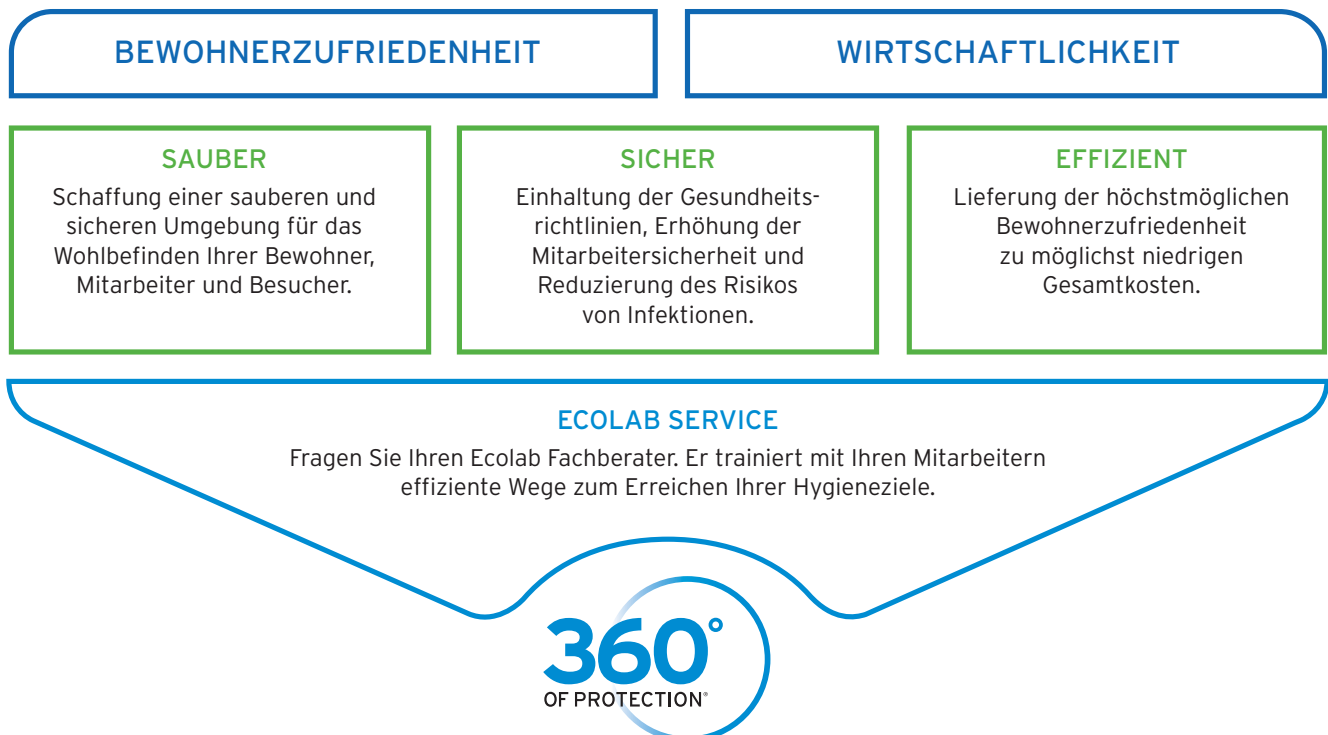 BEWOHNERZUFRIEDENHEIT
WIRTSCHAFTLICHKEIT
SAUBER
Schaffung einer sauberen und
sicheren Umgebung für das
Wohlbefinden Ihrer Bewohner,
Mitarbeiter und Besucher.
SICHER
Einhaltung der Gesundheits-
richtlinien, Erhöhung der
Mitarbeitersicherheit und
Reduzierung des Risikos
von Infektionen.
EFFIZIENT
Lieferung der höchstmöglichen
Bewohnerzufriedenheit
zu möglichst niedrigen
Gesamtkosten.
ECOLAB SERVICE
Fragen Sie Ihren Ecolab Fachberater. Er trainiert mit Ihren Mitarbeitern
effiziente Wege zum Erreichen Ihrer Hygieneziele.
360°
OF PROTECTION®